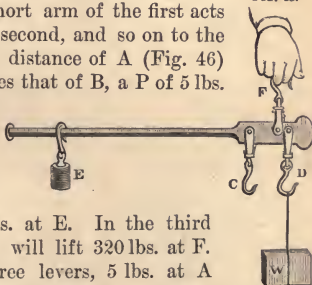 short arm of the first acts
second, and so on to the
distance of A (Fig. 46)
es that of B, a P of 5 lbs.
F
E
C
D
W
s. at E. In the third
will lift 320 lbs. at F.
rce levers, 5 lbs. at A